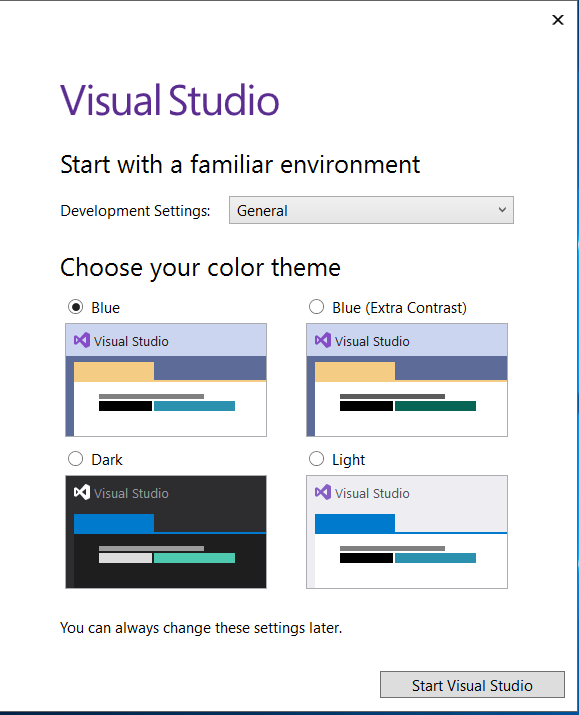 Visual Studio
Start with a familiar environment
Development Settings: General
Choose your color theme
Blue
Blue (Extra Contrast)
Visual Studio
Visual Studio
Dark
Light
Visual Studio
Visual Studio
You can always change these settings later.
Start Visual Studio